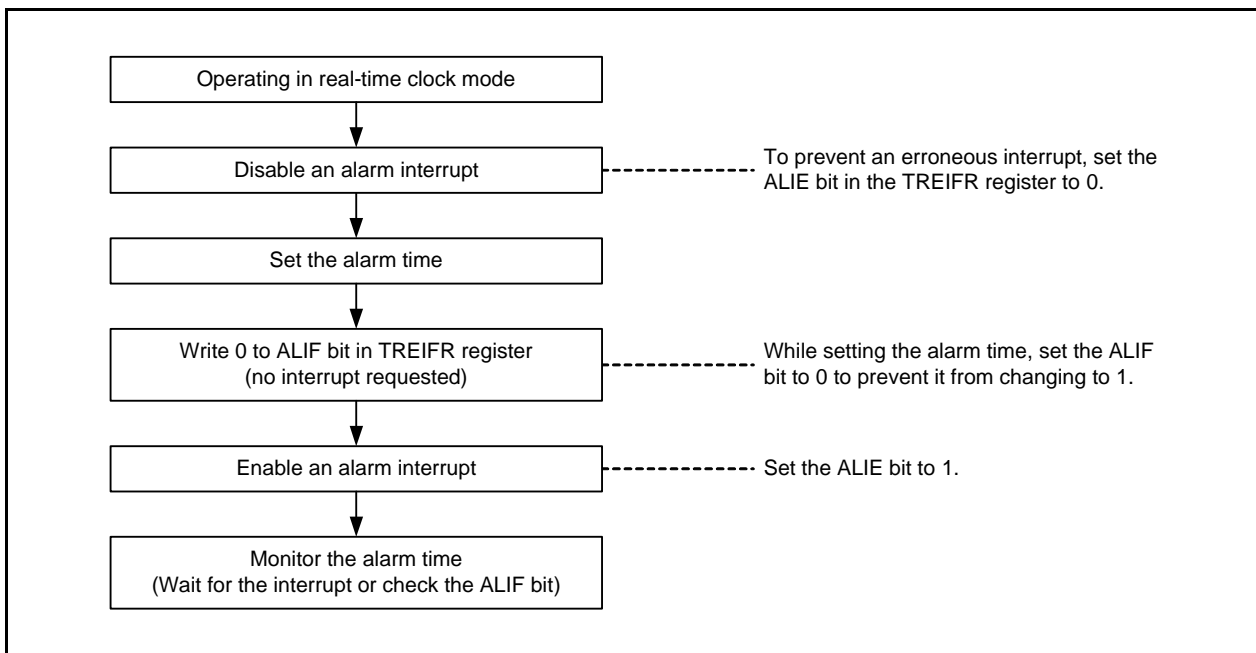 Operating in real-time clock mode
Disable an alarm interrupt
To prevent an erroneous interrupt, set the
ALIE bit in the TREIFR register to 0.
Set the alarm time
Write 0 to ALIF bit in TREIFR register
(no interrupt requested)
While setting the alarm time, set the ALIF
bit to 0 to prevent it from changing to 1.
Enable an alarm interrupt
Set the ALIE bit to 1.
Monitor the alarm time
(Wait for the interrupt or check the ALIF bit)